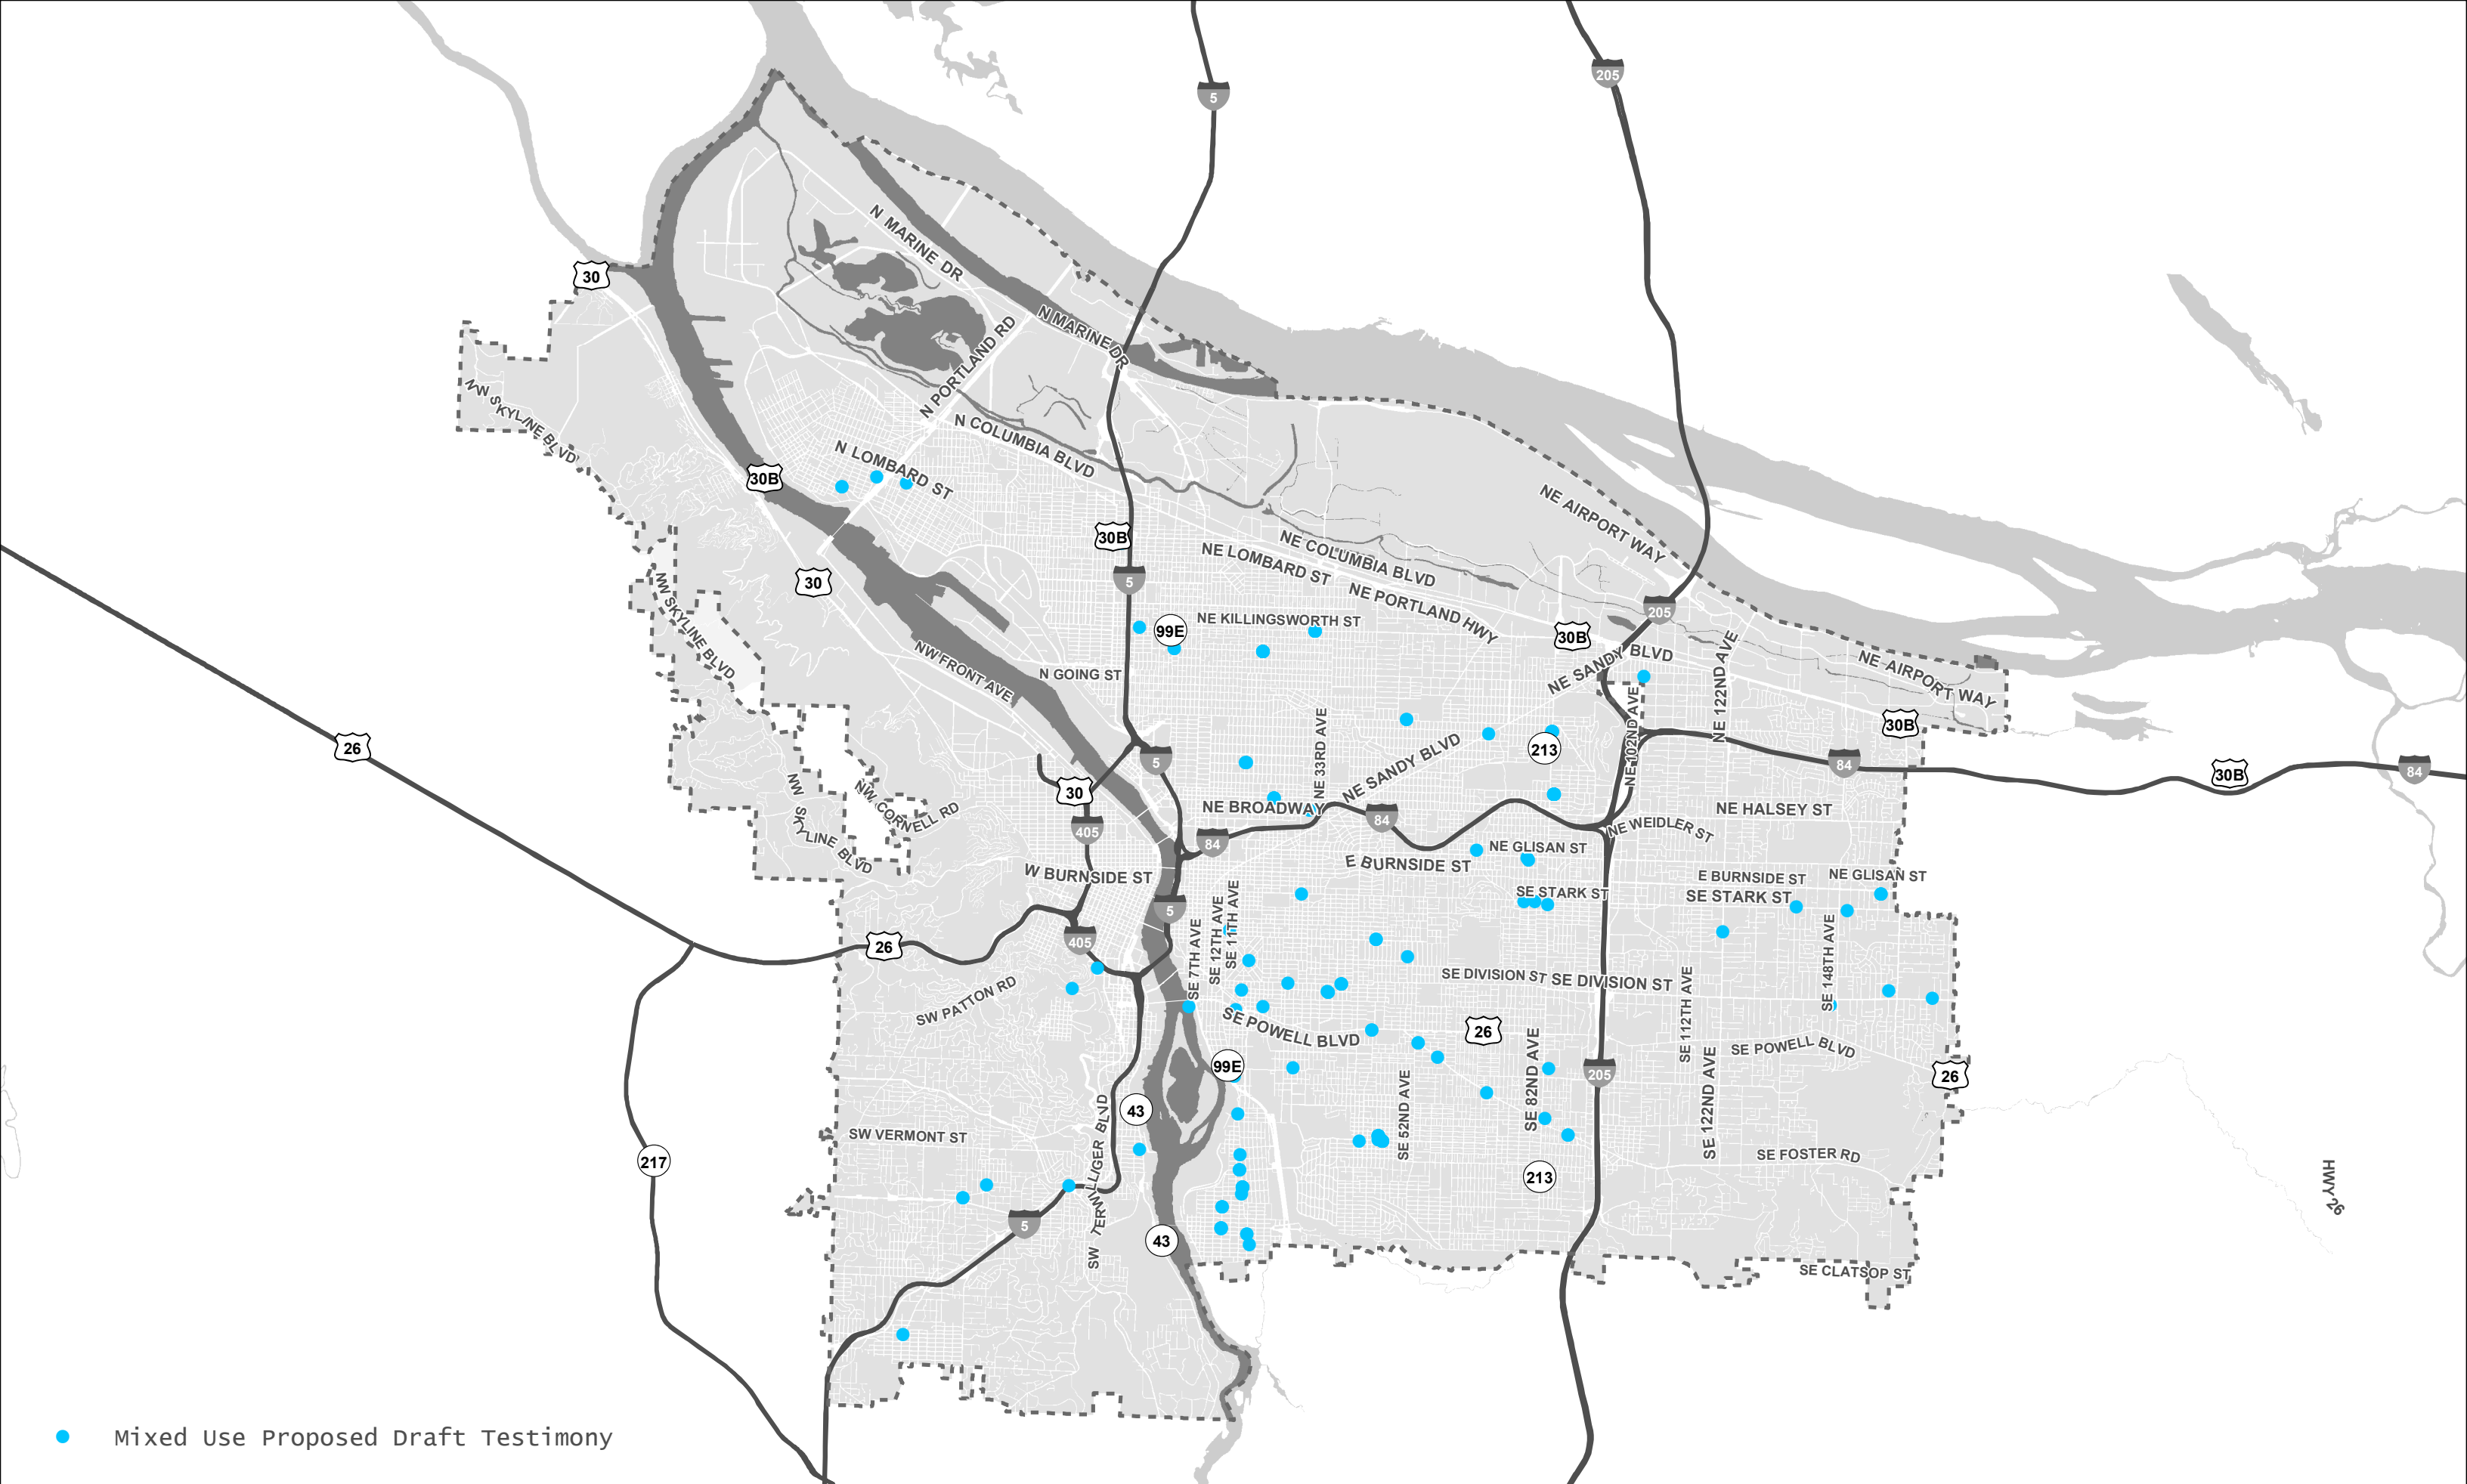 205
5
N MARINE DR
30
N MARINE DR
N PORTLAND RD
NW SKYLINE BLVD
N COLUMBIA BLVD
N LOMBARD ST
30B
NE AIRPORT WAY
30B
NE COLUMBIA BLVD
NE LOMBARD ST
30
5
NE PORTLAND HWY
205
NE KILLINGSWORTH ST
99E
30B
NW SKYLINE BLVD
NW FRONT AVE
N GOING ST
NE SANDY BLVD
NE 122ND AVE
NE AIRPORT WAY
NE 102ND AVE
30B
26
NE 33RD AVE
NE SANDY BLVD
213
5
84
30B
84
30
NW SKYLINE BLVD
NW CORNELL RD
NE BROADWAY
NE HALSEY ST
84
405
84
NE WEIDLER ST
NE GLISAN ST
E BURNSIDE ST
W BURNSIDE ST
E BURNSIDE ST
NE GLISAN ST
SE STARK ST
SE STARK ST
5
SE 7TH AVE
SE 12TH AVE
SE 11TH AVE
405
26
SE 148TH AVE
SE DIVISION ST
SE DIVISION ST
SW PATTON RD
SE 112TH AVE
SE POWELL BLVD
26
SE 82ND AVE
SE POWELL BLVD
99E
205
26
SE 52ND AVE
SE 122ND AVE
43
SW VERMONT ST
SW TERWILLIGER BLVD
217
SE FOSTER RD
213
HWY 26
5
43
SE CLATSOP ST
Mixed Use Proposed Draft Testimony